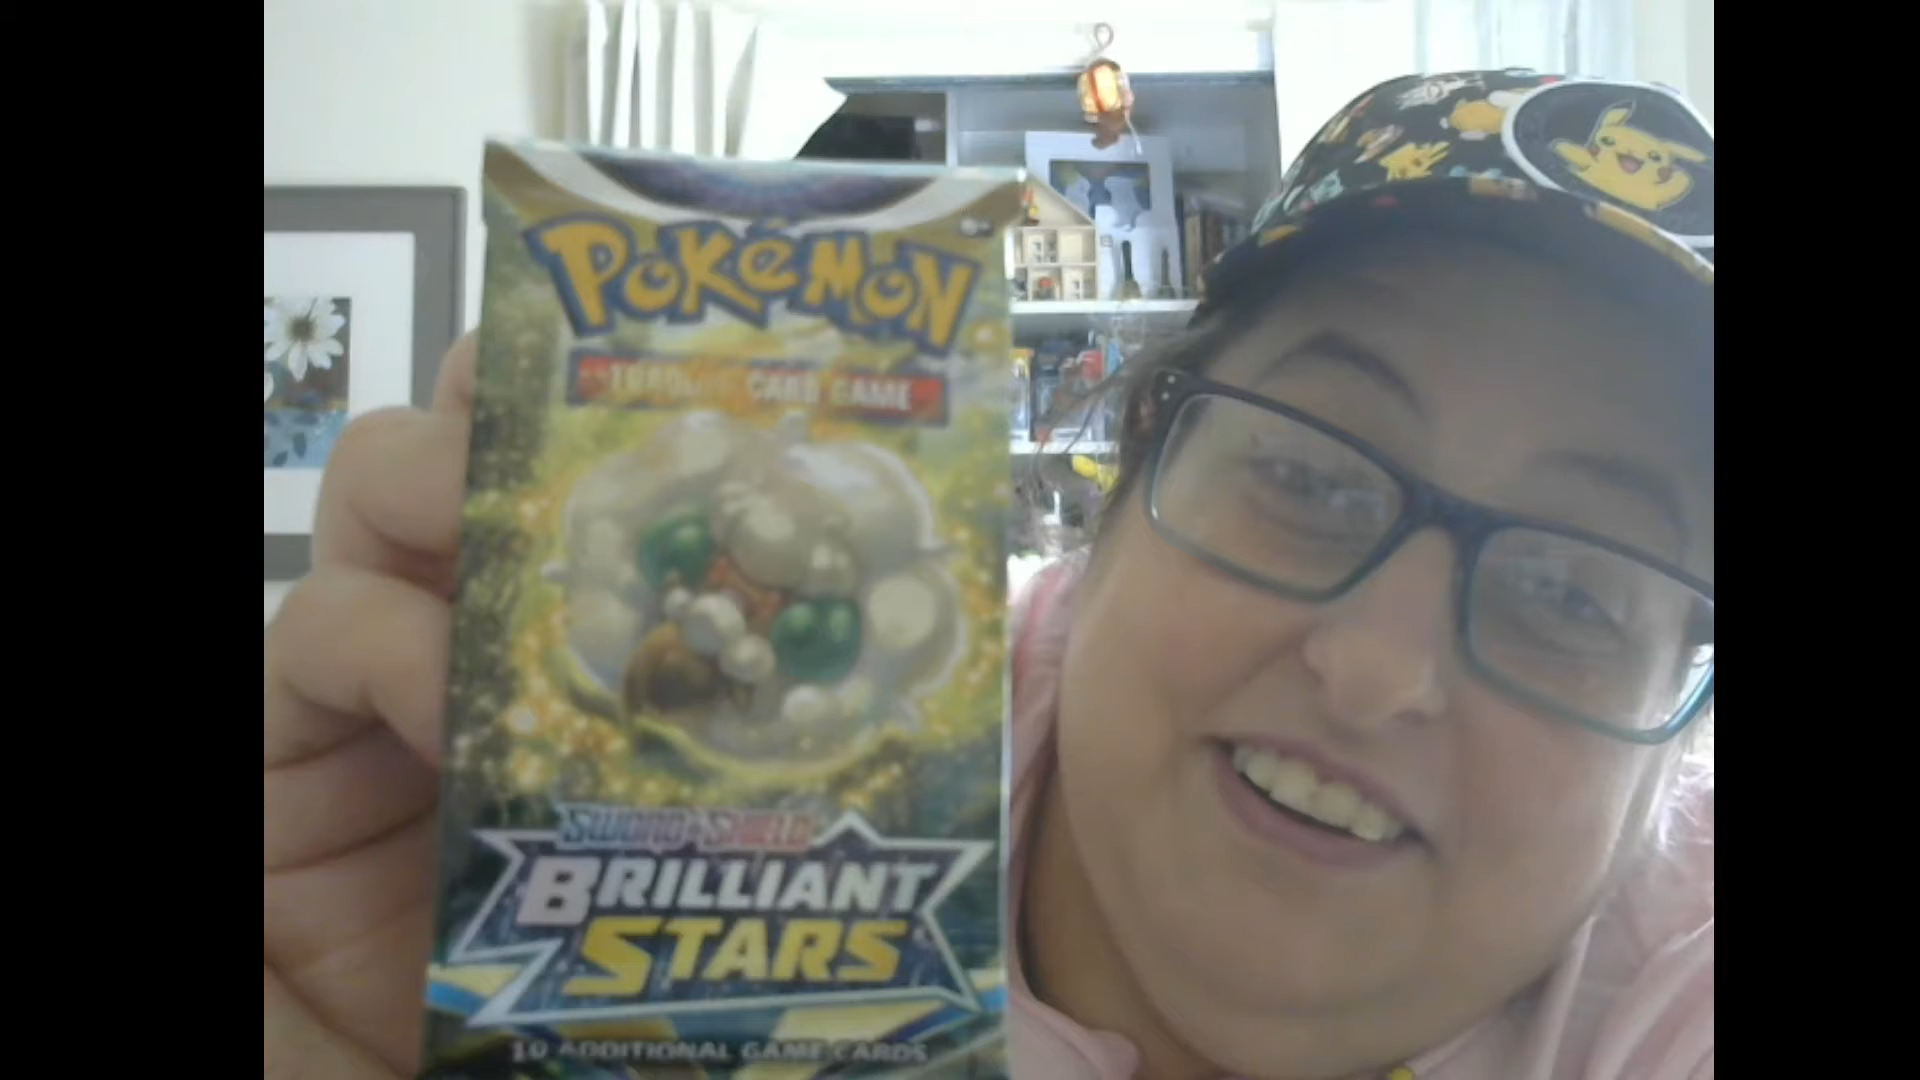 POKéMON
TRADING CARD GAME
SWORD & SHIELD
BRILLIANT
STARS
10 ADDITIONAL GAME CARDS